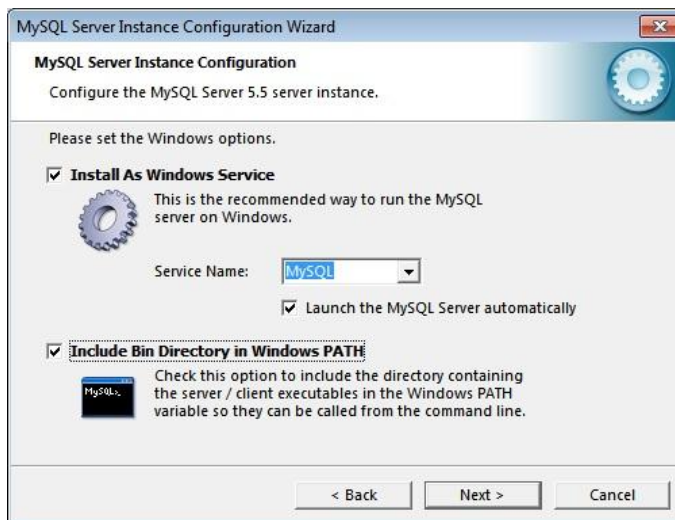 MySQL Server Instance Configuration Wizard
MySQL Server Instance Configuration
Configure the MySQL Server 5.5 server instance.
Please set the Windows options.
Install As Windows Service
This is the recommended way to run the MySQL
server on Windows.
Service Name:
MySQL
Launch the MySQL Server automatically
Include Bin Directory in Windows PATH
MySQL>_
Check this option to include the directory containing
the server / client executables in the Windows PATH
variable so they can be called from the command line.
< Back
Next >
Cancel